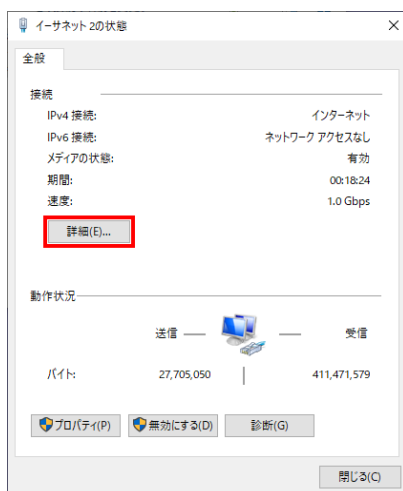 イーサネット 2の状態
全般
接続
IPv4 接続: インターネット
IPv6 接続: ネットワーク アクセスなし
メディアの状態: 有効
期間: 00:18:24
速度: 1.0 Gbps
詳細(E)...
動作状況
送信 受信
バイト: 27,705,050 411,471,579
プロパティ(P) 無効にする(D) 診断(G)
閉じる(C)